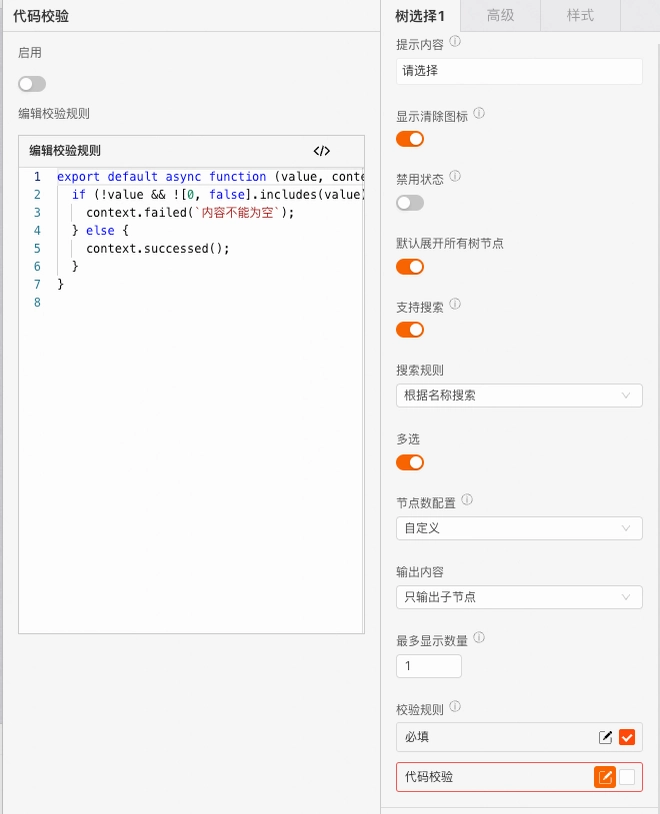 代码校验
启用
编辑校验规则
编辑校验规则 </>
1 export default async function (value, conte
2 if (!value && ![0, false].includes(value)
3 context.failed(`内容不能为空`);
4 } else {
5 context.successed();
6 }
7 }
8
树选择1 高级 样式
提示内容
请选择
显示清除图标
禁用状态
默认展开所有树节点
支持搜索
搜索规则
根据名称搜索
多选
节点数配置
自定义
输出内容
只输出子节点
最多显示数量
1
校验规则
必填
代码校验